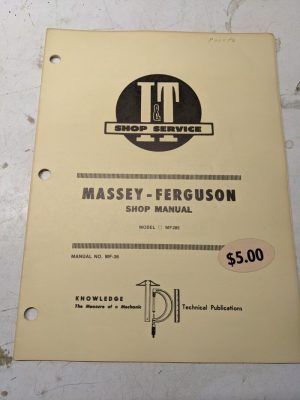 I&T
SHOP SERVICE
MASSEY-FERGUSON
SHOP MANUAL
MODEL MF285
MANUAL NO. MF-36
$5.00
KNOWLEDGE
The Measure of a Mechanic
Technical Publications